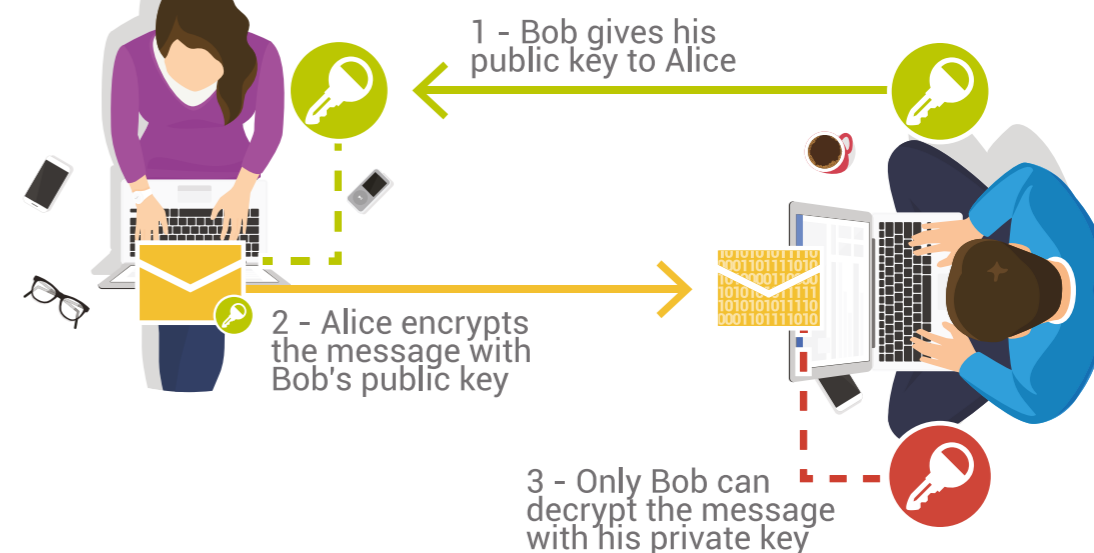 1 - Bob gives his
public key to Alice
2 - Alice encrypts
the message with
Bob's public key
3 - Only Bob can
decrypt the message
with his private key